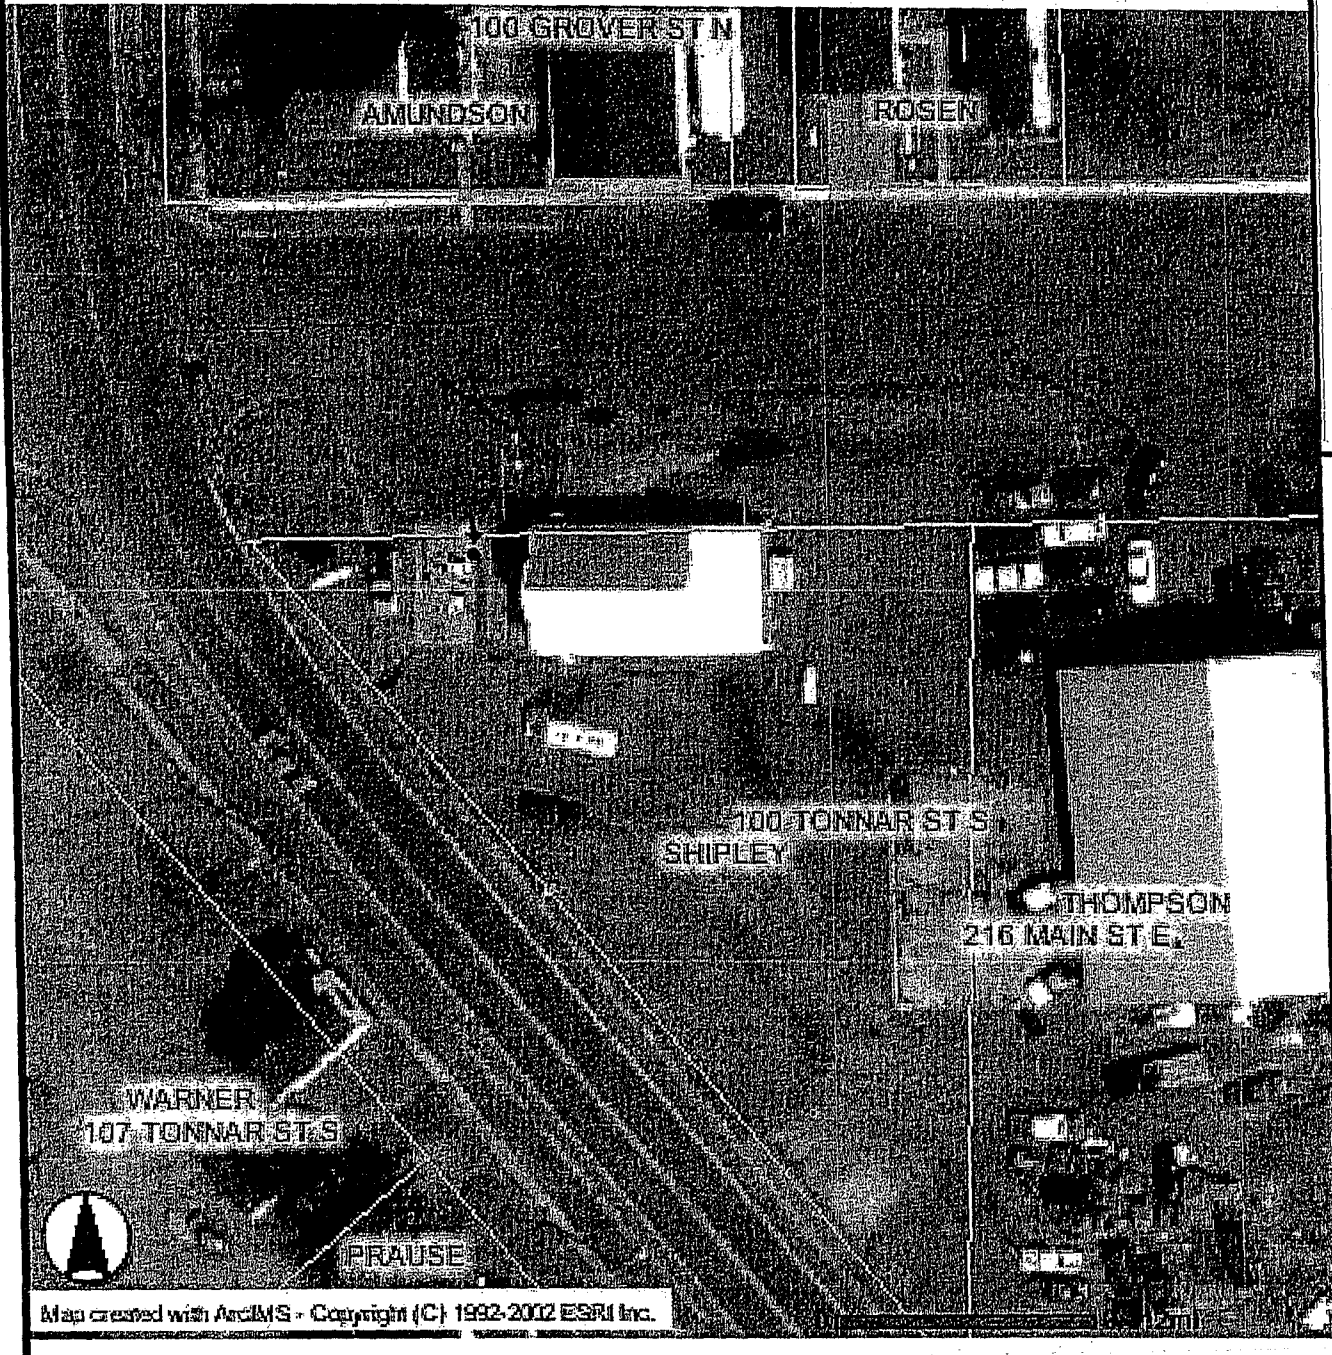 100 GROVER ST N
AMUNDSON
ROSEN
100 TONNAR ST S
SHIPLEY
THOMPSON
216 MAIN ST E
WARNER
107 TONNAR ST S
PRAUSE
Map created with ArcIMS - Copyright (C) 1992-2002 ESRI Inc.